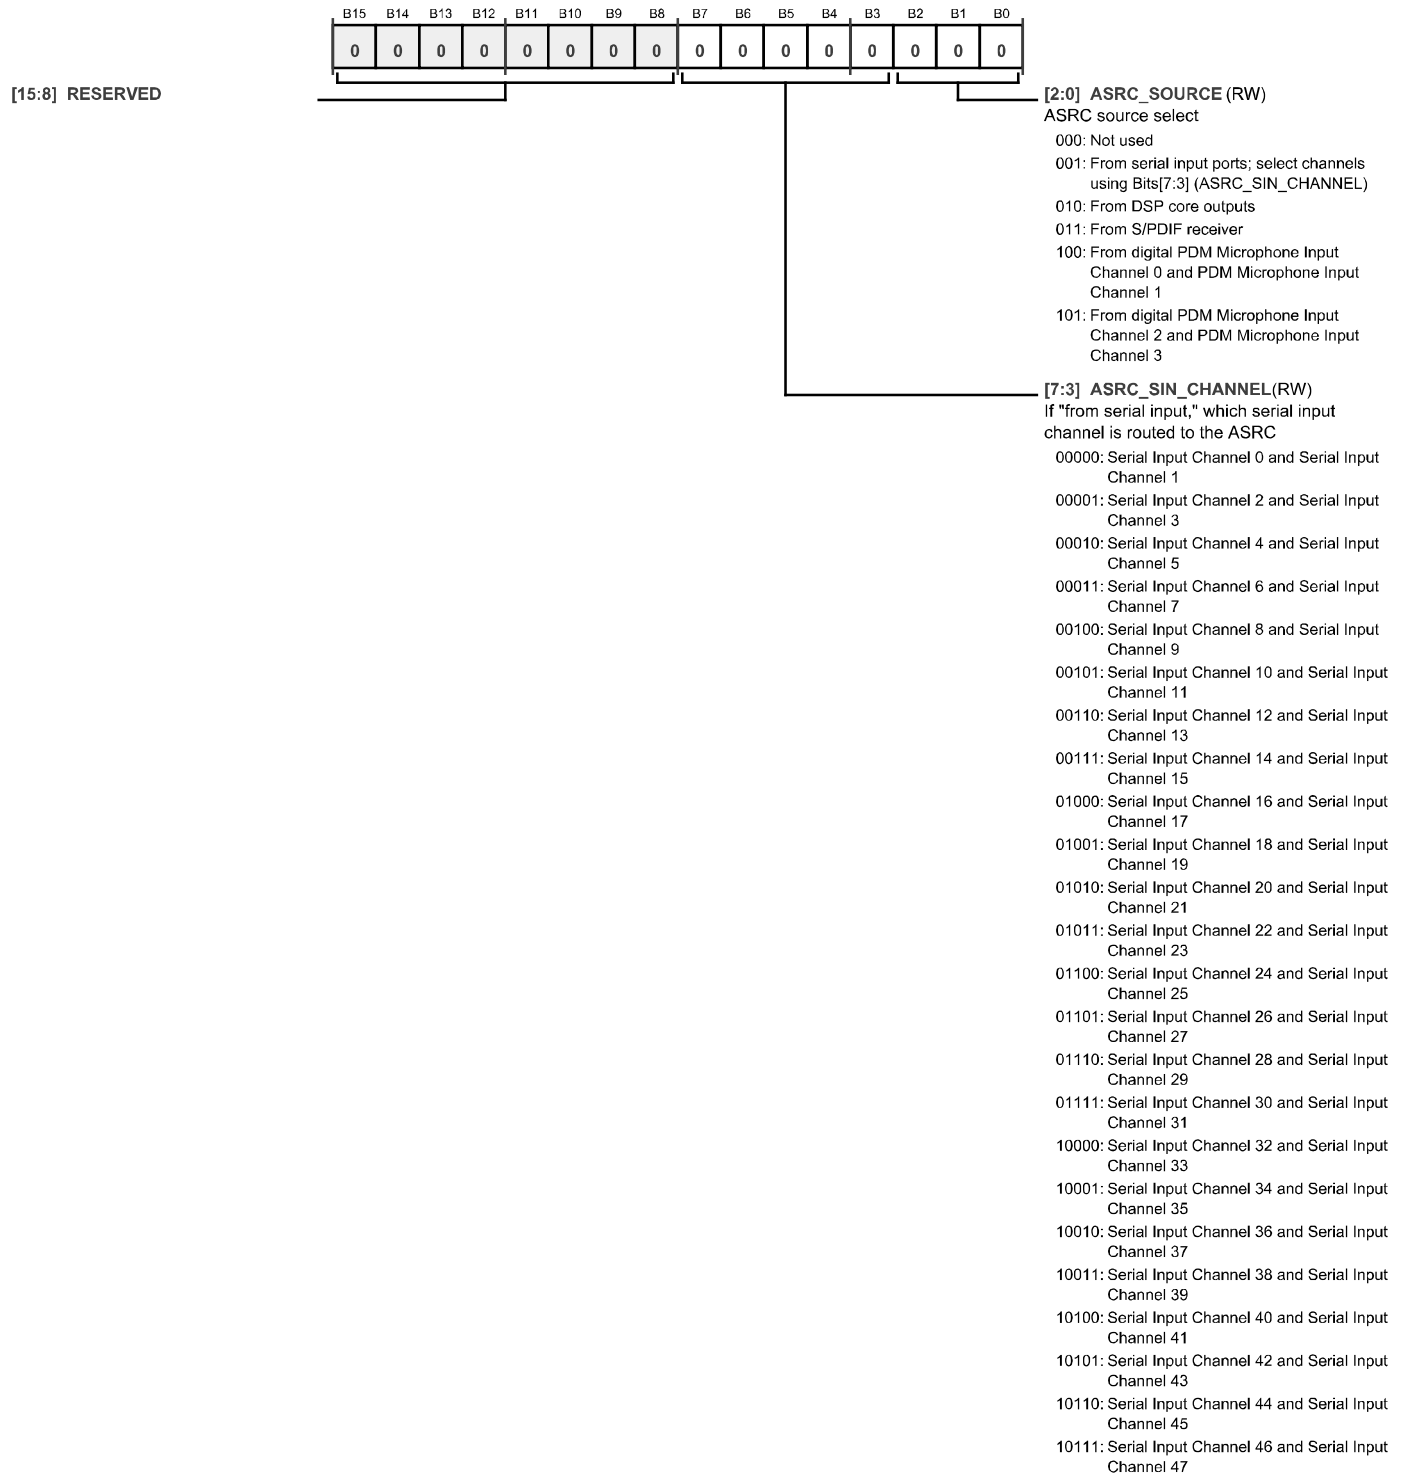 B15 B14 B13 B12 B11 B10 B9 B8 B7 B6 B5 B4 B3 B2 B1 B0
0 0 0 0 0 0 0 0 0 0 0 0 0 0 0 0
[15:8] RESERVED
[2:0] ASRC_SOURCE (RW)
ASRC source select
000: Not used
001: From serial input ports; select channels
using Bits[7:3] (ASRC_SIN_CHANNEL)
010: From DSP core outputs
011: From S/PDIF receiver
100: From digital PDM Microphone Input
Channel 0 and PDM Microphone Input
Channel 1
101: From digital PDM Microphone Input
Channel 2 and PDM Microphone Input
Channel 3
[7:3] ASRC_SIN_CHANNEL(RW)
If "from serial input," which serial input
channel is routed to the ASRC
00000: Serial Input Channel 0 and Serial Input
Channel 1
00001: Serial Input Channel 2 and Serial Input
Channel 3
00010: Serial Input Channel 4 and Serial Input
Channel 5
00011: Serial Input Channel 6 and Serial Input
Channel 7
00100: Serial Input Channel 8 and Serial Input
Channel 9
00101: Serial Input Channel 10 and Serial Input
Channel 11
00110: Serial Input Channel 12 and Serial Input
Channel 13
00111: Serial Input Channel 14 and Serial Input
Channel 15
01000: Serial Input Channel 16 and Serial Input
Channel 17
01001: Serial Input Channel 18 and Serial Input
Channel 19
01010: Serial Input Channel 20 and Serial Input
Channel 21
01011: Serial Input Channel 22 and Serial Input
Channel 23
01100: Serial Input Channel 24 and Serial Input
Channel 25
01101: Serial Input Channel 26 and Serial Input
Channel 27
01110: Serial Input Channel 28 and Serial Input
Channel 29
01111: Serial Input Channel 30 and Serial Input
Channel 31
10000: Serial Input Channel 32 and Serial Input
Channel 33
10001: Serial Input Channel 34 and Serial Input
Channel 35
10010: Serial Input Channel 36 and Serial Input
Channel 37
10011: Serial Input Channel 38 and Serial Input
Channel 39
10100: Serial Input Channel 40 and Serial Input
Channel 41
10101: Serial Input Channel 42 and Serial Input
Channel 43
10110: Serial Input Channel 44 and Serial Input
Channel 45
10111: Serial Input Channel 46 and Serial Input
Channel 47